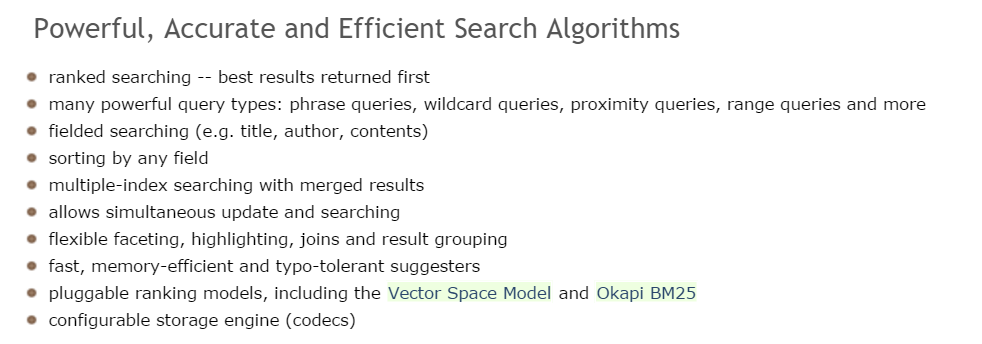 Powerful, Accurate and Efficient Search Algorithms
ranked searching -- best results returned first
many powerful query types: phrase queries, wildcard queries, proximity queries, range queries and more
fielded searching (e.g. title, author, contents)
sorting by any field
multiple-index searching with merged results
allows simultaneous update and searching
flexible faceting, highlighting, joins and result grouping
fast, memory-efficient and typo-tolerant suggesters
pluggable ranking models, including the Vector Space Model and Okapi BM25
configurable storage engine (codecs)